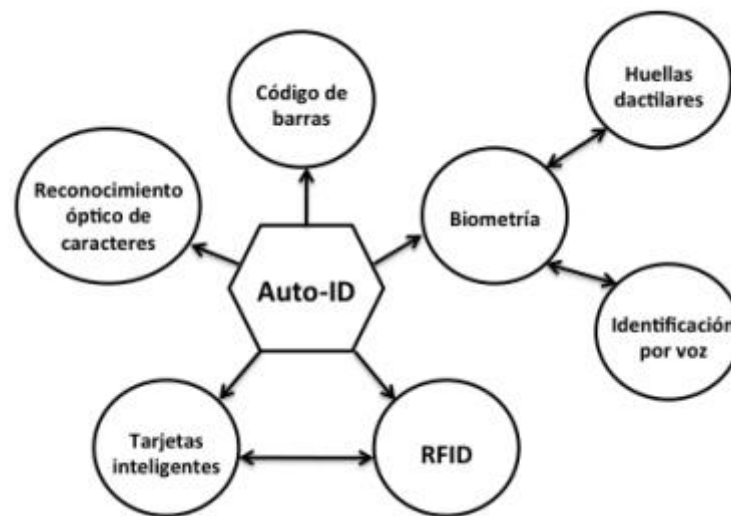 Código de
barras
Huellas
dactilares
Reconocimiento
óptico de
caracteres
Biometría
Auto-ID
Identificación
por voz
Tarjetas
inteligentes
RFID